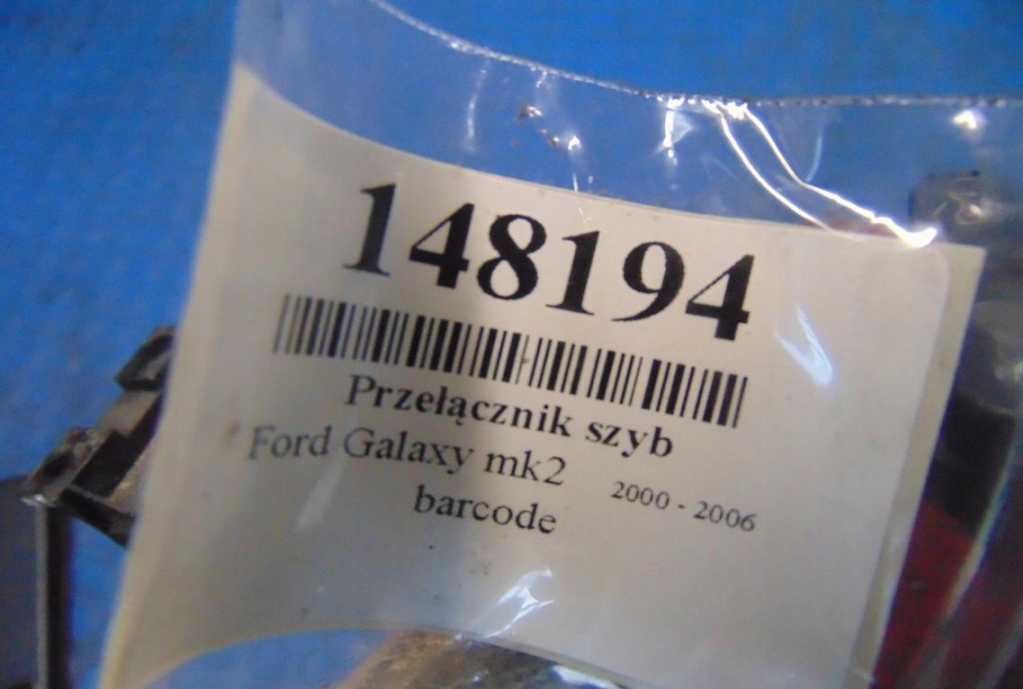 148194
Przełącznik szyb
Ford Galaxy mk2 2000 - 2006
barcode